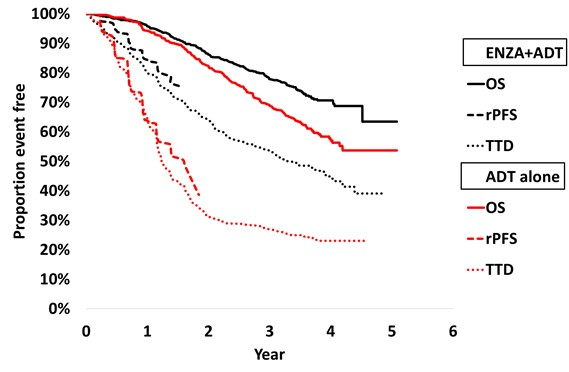 100%
90%
80%
70%
60%
50%
40%
30%
20%
10%
0%
Proportion event free
0 1 2 3 4 5 6
Year
ENZA+ADT
OS
rPFS
TTD
ADT alone
OS
rPFS
TTD